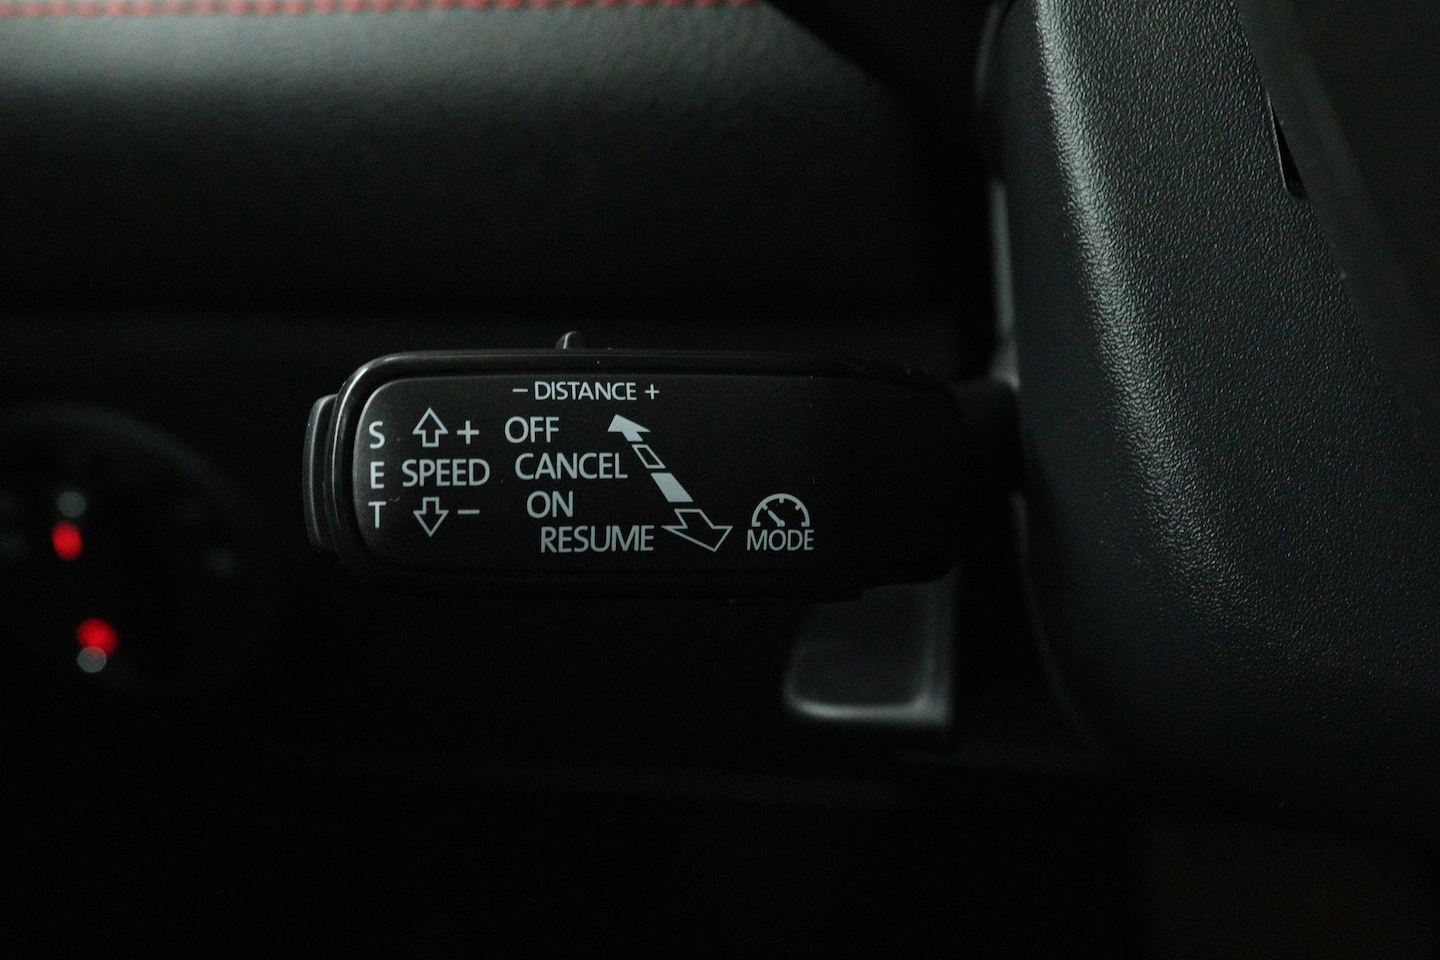 - DISTANCE +
S + OFF
E SPEED CANCEL
T - ON
RESUME MODE